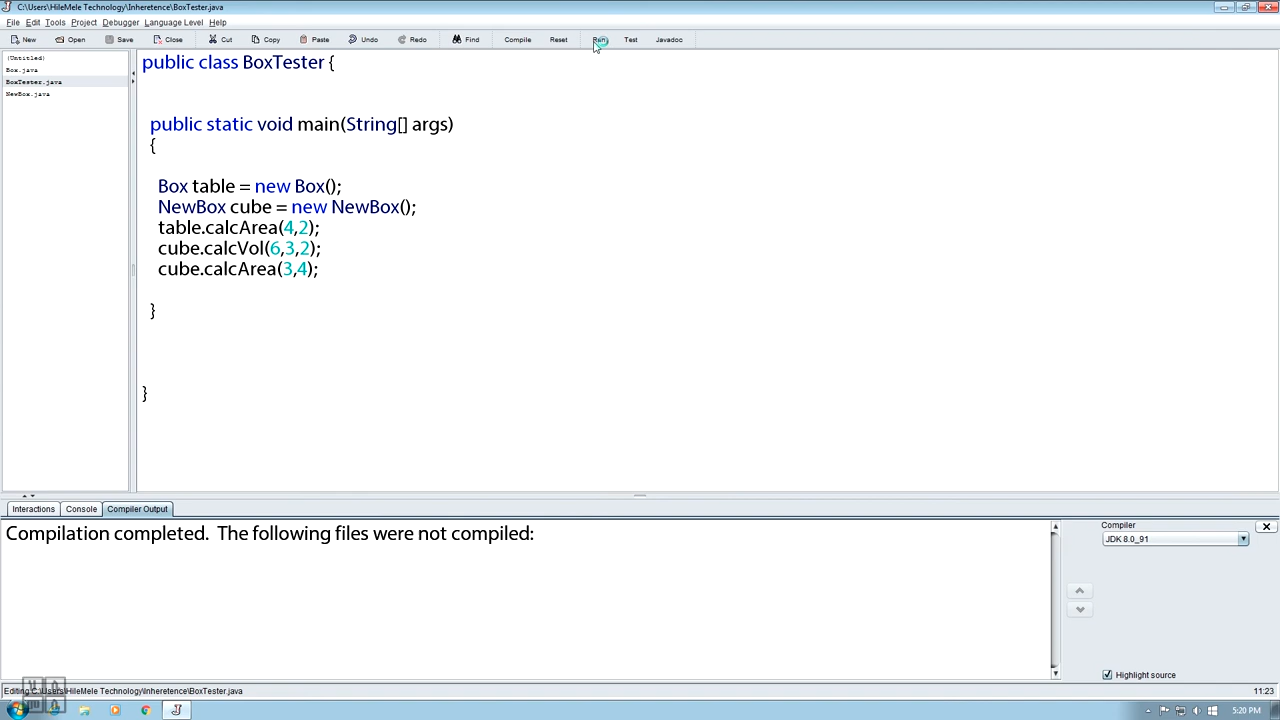 C:\Users\HileMele Technology\Inheretence\BoxTester.java
File Edit Tools Project Debugger Language Level Help
New Open Save Close Cut Copy Paste Undo Redo Find Compile Reset Run Test Javadoc
(Untitled)
Box.java
BoxTester.java
NewBox.java
public class BoxTester {
public static void main(String[] args)
{
Box table = new Box();
NewBox cube = new NewBox();
table.calcArea(4,2);
cube.calcVol(6,3,2);
cube.calcArea(3,4);
}
}
Interactions Console Compiler Output
Compilation completed.  The following files were not compiled:
Compiler
JDK 8.0_91
Highlight source
Editing C:\Users\HileMele Technology\Inheretence\BoxTester.java
11:23
5:20 PM